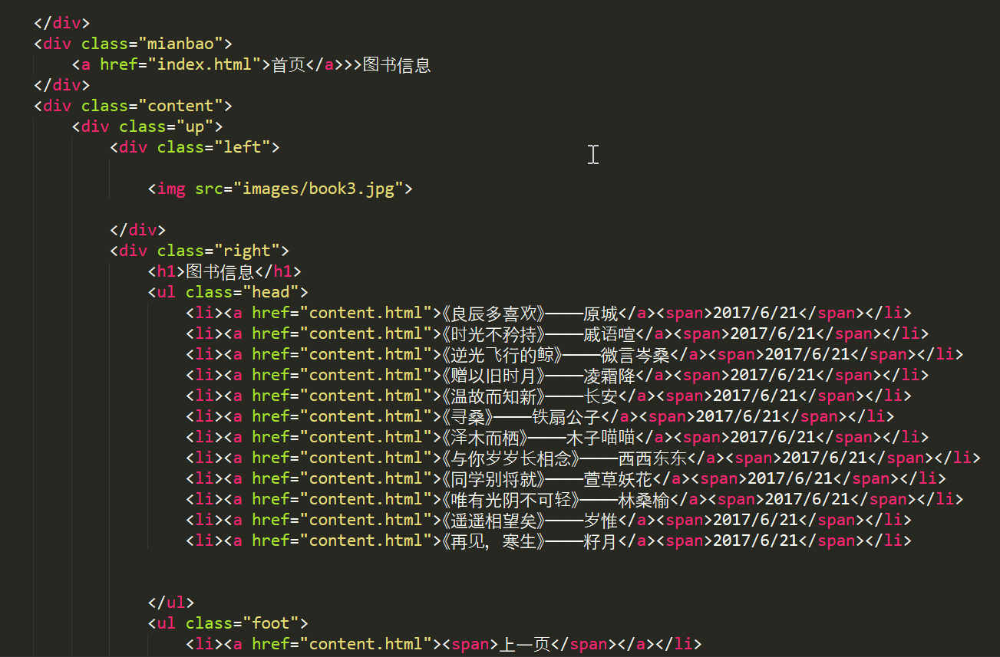 </div>
<div class="mianbao">
<a href="index.html">首页</a>>>图书信息
</div>
<div class="content">
<div class="up">
<div class="left">
<img src="images/book3.jpg">
</div>
<div class="right">
<h1>图书信息</h1>
<ul class="head">
<li><a href="content.html">《良辰多喜欢》————原城</a><span>2017/6/21</span></li>
<li><a href="content.html">《时光不矜持》————戚语喧</a><span>2017/6/21</span></li>
<li><a href="content.html">《逆光飞行的鲸》————微言岑桑</a><span>2017/6/21</span></li>
<li><a href="content.html">《赠以旧时月》————凌霜降</a><span>2017/6/21</span></li>
<li><a href="content.html">《温故而知新》————长安</a><span>2017/6/21</span></li>
<li><a href="content.html">《寻桑》————铁扇公子</a><span>2017/6/21</span></li>
<li><a href="content.html">《泽木而栖》————木子喵喵</a><span>2017/6/21</span></li>
<li><a href="content.html">《与你岁岁长相念》————西西东东</a><span>2017/6/21</span></li>
<li><a href="content.html">《同学别将就》————萱草妖花</a><span>2017/6/21</span></li>
<li><a href="content.html">《唯有光阴不可轻》————林桑榆</a><span>2017/6/21</span></li>
<li><a href="content.html">《遥遥相望矣》————岁惟</a><span>2017/6/21</span></li>
<li><a href="content.html">《再见，寒生》————籽月</a><span>2017/6/21</span></li>
</ul>
<ul class="foot">
<li><a href="content.html"><span>上一页</span></a></li>